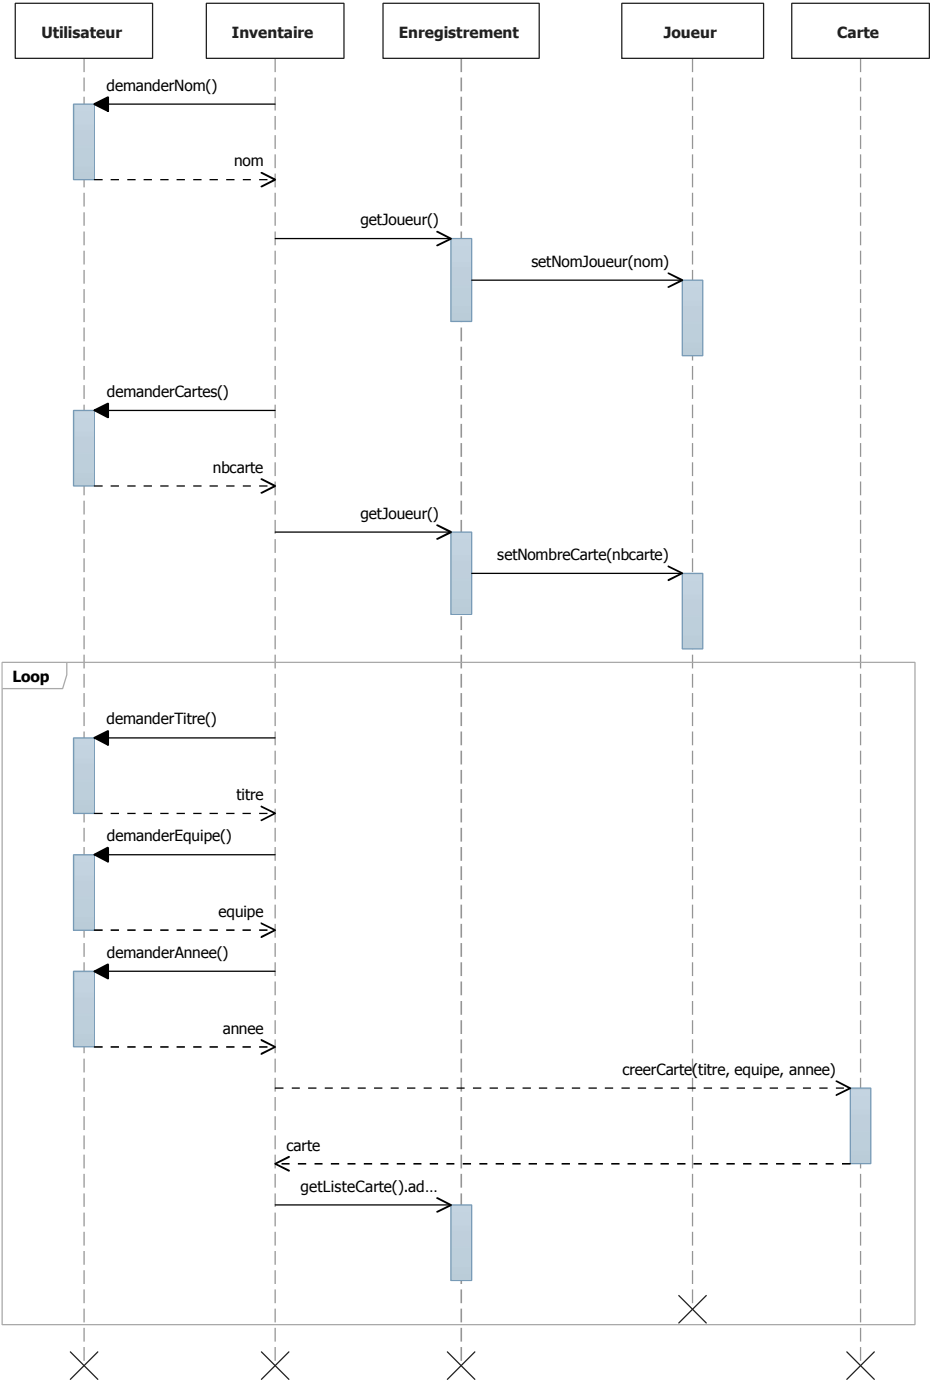 Utilisateur
Inventaire
Enregistrement
Joueur
Carte
demanderNom()
nom
getJoueur()
setNomJoueur(nom)
demanderCartes()
nbcarte
getJoueur()
setNombreCarte(nbcarte)
Loop
demanderTitre()
titre
demanderEquipe()
equipe
demanderAnnee()
annee
creerCarte(titre, equipe, annee)
carte
getListeCarte().ad...